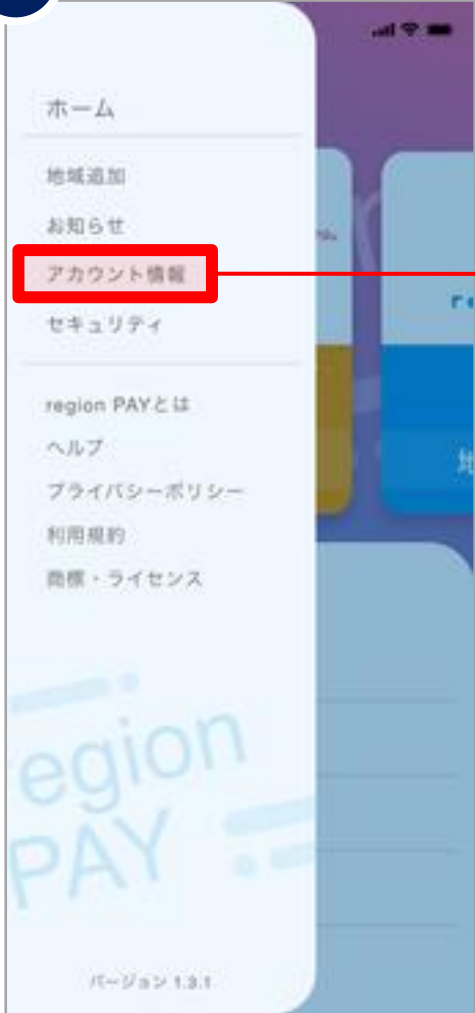 ホーム
地域追加
お知らせ
アカウント情報
セキュリティ
region PAYとは
ヘルプ
プライバシーポリシー
利用規約
商標・ライセンス
egion
PAY
バージョン 1.3.1
re
地